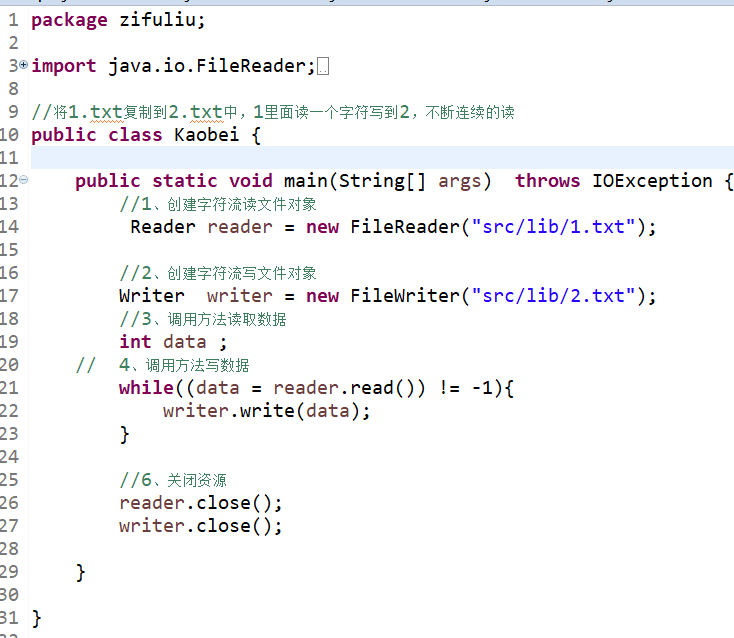 1 package zifuliu;
2
3 import java.io.FileReader;
8
9 //将1.txt复制到2.txt中，1里面读一个字符写到2，不断连续的读
10 public class Kaobei {
11
12 public static void main(String[] args)  throws IOException {
13 //1、创建字符流读文件对象
14 Reader reader = new FileReader("src/lib/1.txt");
15
16 //2、创建字符流写文件对象
17 Writer  writer = new FileWriter("src/lib/2.txt");
18 //3、调用方法读取数据
19 int data ;
20 //  4、调用方法写数据
21 while((data = reader.read()) != -1){
22 writer.write(data);
23 }
24
25 //6、关闭资源
26 reader.close();
27 writer.close();
28
29 }
30
31 }